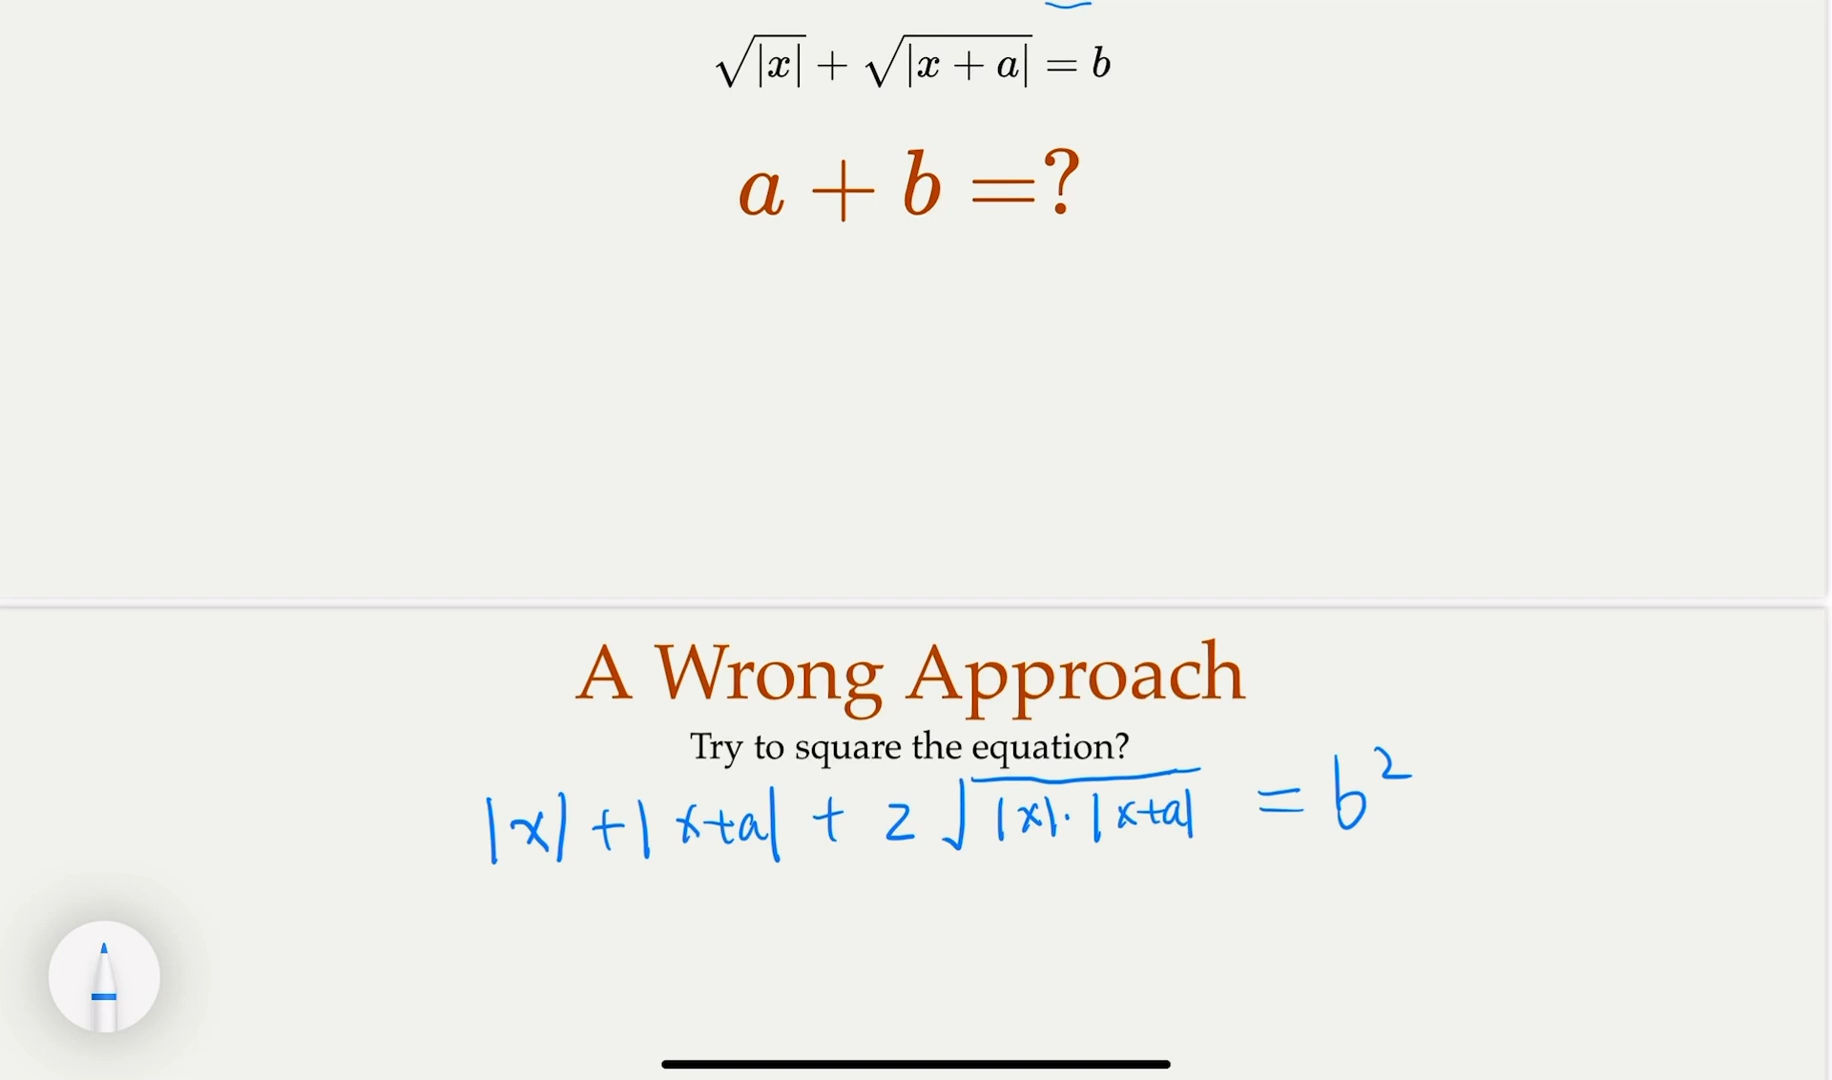 √|x| + √|x + a| = b
a + b =?
A Wrong Approach
Try to square the equation?
|x| + |x+a| + 2 √|x|·|x+a| = b²